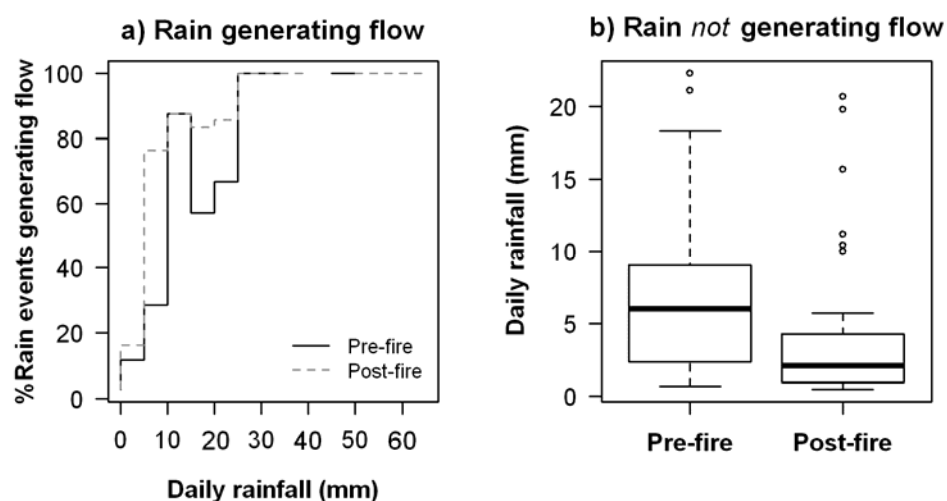 a) Rain generating flow
%Rain events generating flow
100
80
60
40
20
0
Pre-fire
Post-fire
0 10 20 30 40 50 60
Daily rainfall (mm)
b) Rain not generating flow
Daily rainfall (mm)
20
15
10
5
0
Pre-fire Post-fire